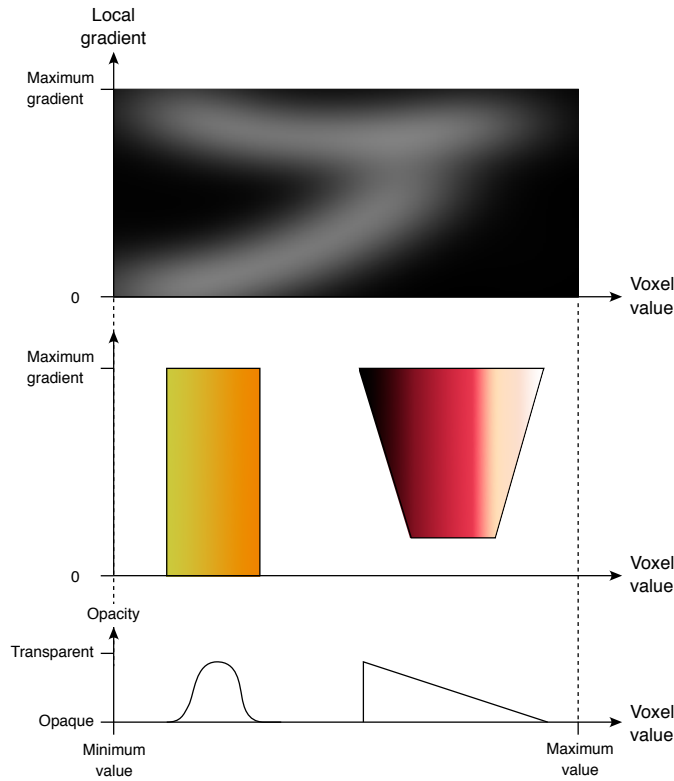 Local
gradient
Maximum
gradient
0
Voxel
value
Maximum
gradient
0
Voxel
value
Opacity
Transparent
Opaque
Voxel
value
Minimum
value
Maximum
value